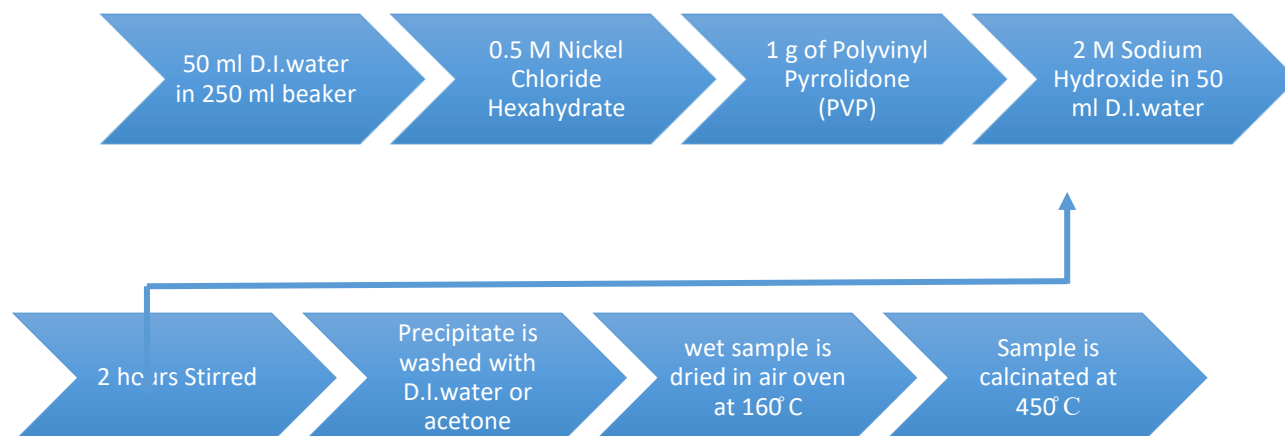 50 ml D.I.water
in 250 ml beaker
0.5 M Nickel
Chloride
Hexahydrate
1 g of Polyvinyl
Pyrrolidone
(PVP)
2 M Sodium
Hydroxide in 50
ml D.I.water
2 hours Stirred
Precipitate is
washed with
D.I.water or
acetone
wet sample is
dried in air oven
at 160°C
Sample is
calcinated at
450°C